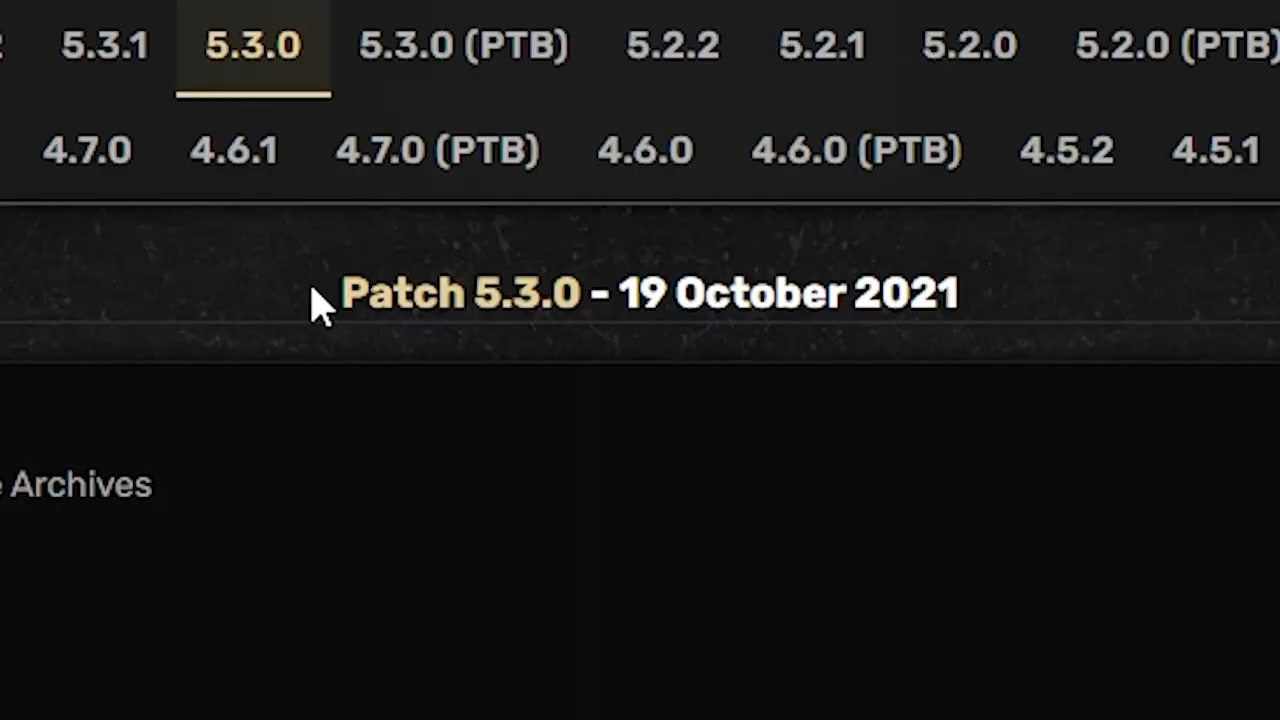 5.3.1 5.3.0 5.3.0 (PTB) 5.2.2 5.2.1 5.2.0 5.2.0 (PTB)
4.7.0 4.6.1 4.7.0 (PTB) 4.6.0 4.6.0 (PTB) 4.5.2 4.5.1
Patch 5.3.0 - 19 October 2021
Archives